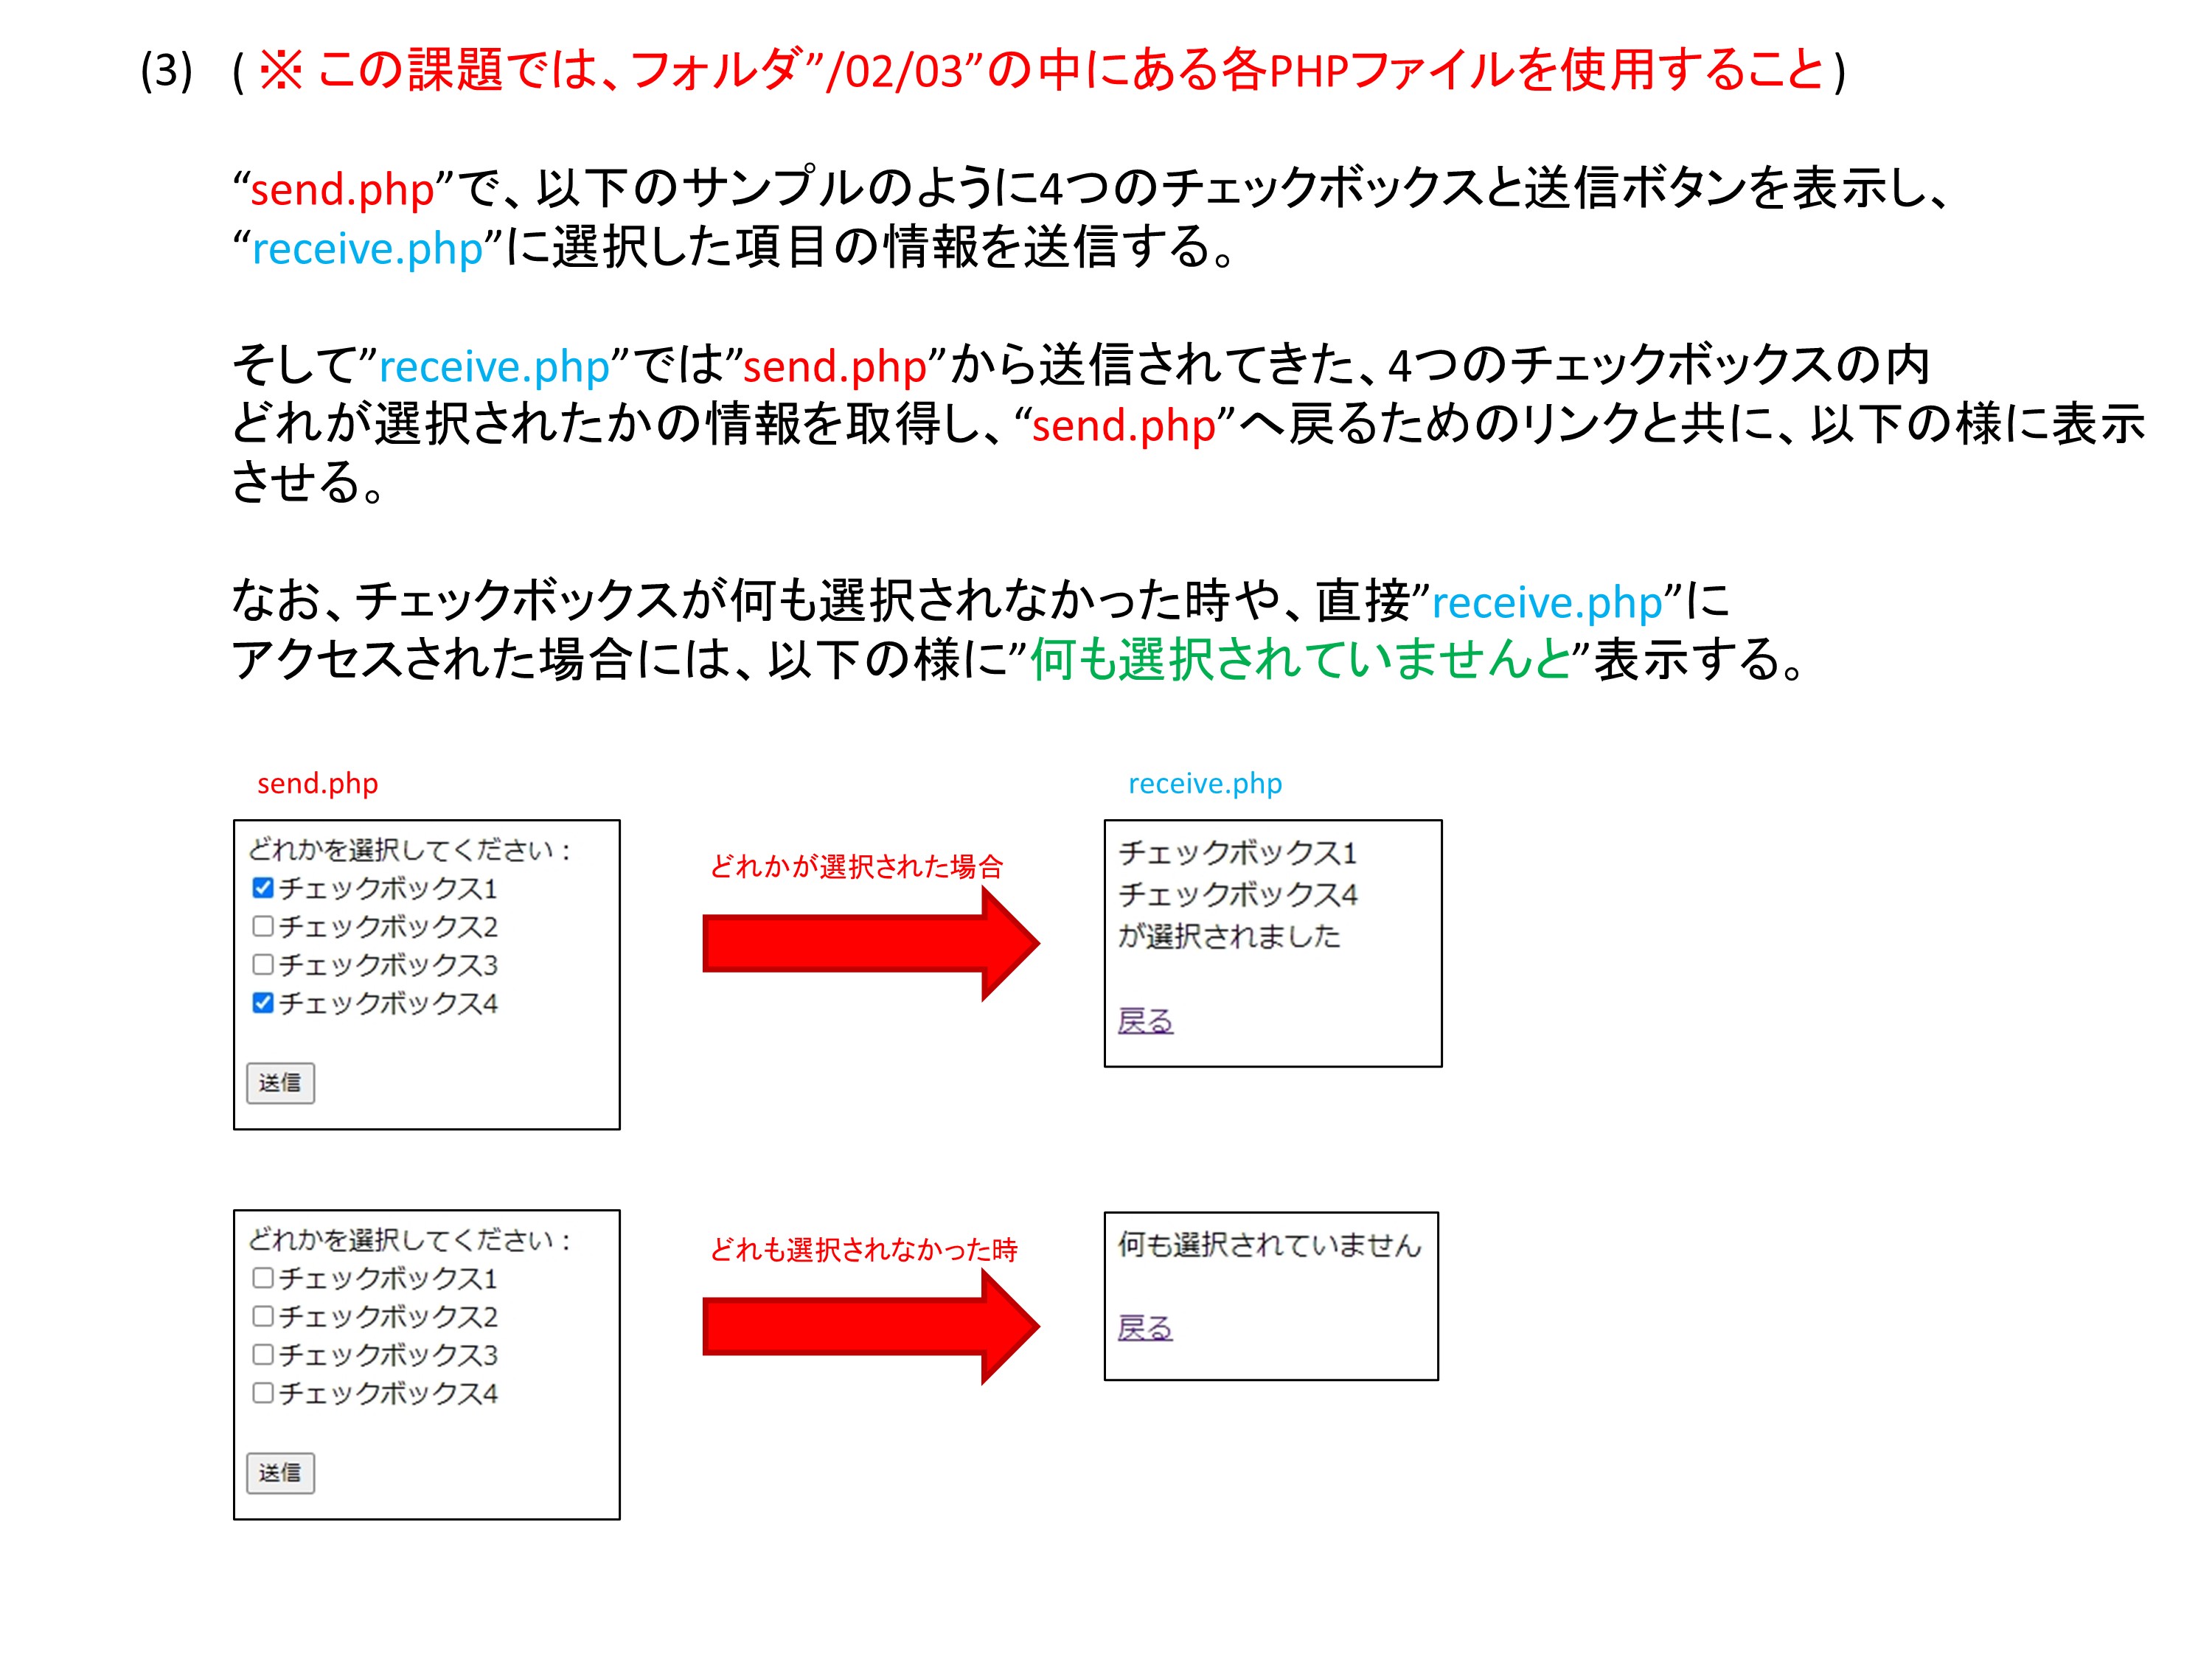 (3) ( ※ この課題では、フォルダ”/02/03”の中にある各PHPファイルを使用すること )
“send.php”で、以下のサンプルのように4つのチェックボックスと送信ボタンを表示し、
“receive.php”に選択した項目の情報を送信する。
そして”receive.php”では”send.php”から送信されてきた、4つのチェックボックスの内
どれが選択されたかの情報を取得し、“send.php”へ戻るためのリンクと共に、以下の様に表示
させる。
なお、チェックボックスが何も選択されなかった時や、直接”receive.php”に
アクセスされた場合には、以下の様に”何も選択されていませんと”表示する。
send.php
どれかを選択してください：
チェックボックス1
チェックボックス2
チェックボックス3
チェックボックス4
送信
どれかが選択された場合
receive.php
チェックボックス1
チェックボックス4
が選択されました
戻る
どれかを選択してください：
チェックボックス1
チェックボックス2
チェックボックス3
チェックボックス4
送信
どれも選択されなかった時
何も選択されていません
戻る